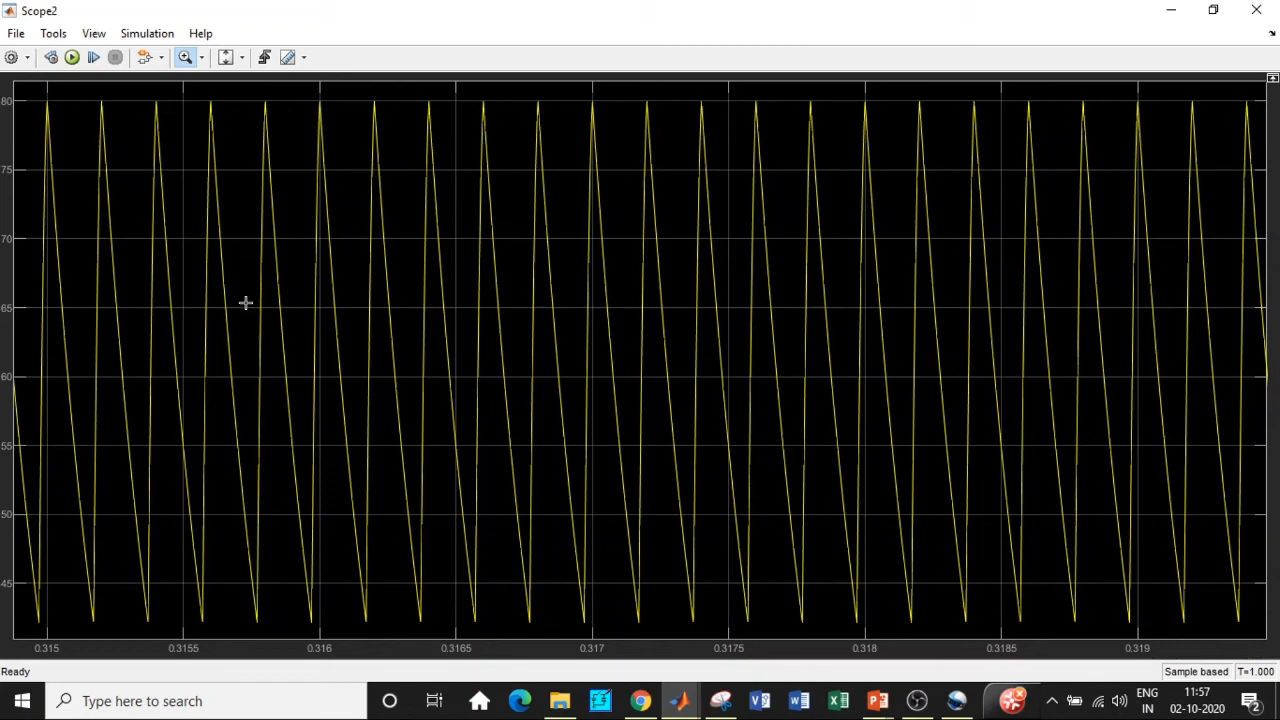 Scope2
File Tools View Simulation Help
80
75
70
65
60
55
50
45
0.315 0.3155 0.316 0.3165 0.317 0.3175 0.318 0.3185 0.319
Ready Sample based T=1.000
Type here to search
ENG 11:57
IN 02-10-2020 2